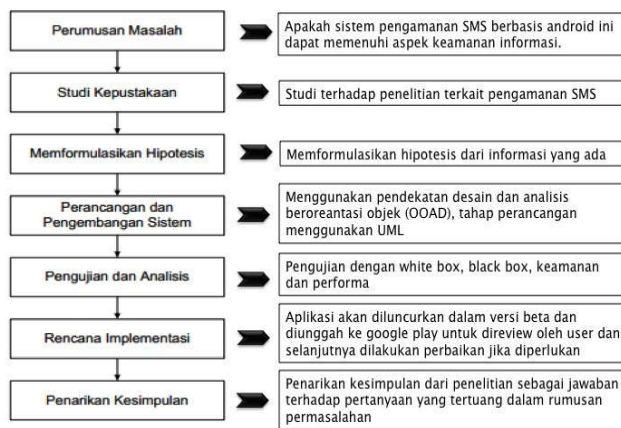 Perumusan Masalah
Apakah sistem pengamanan SMS berbasis android ini
dapat memenuhi aspek keamanan informasi.
Studi Kepustakaan
Studi terhadap penelitian terkait pengamanan SMS
Memformulasikan Hipotesis
Memformulasikan hipotesis dari informasi yang ada
Perancangan dan
Pengembangan Sistem
Menggunakan pendekatan desain dan analisis
beroreantasi objek (OOAD), tahap perancangan
menggunakan UML
Pengujian dan Analisis
Pengujian dengan white box, black box, keamanan
dan performa
Rencana Implementasi
Aplikasi akan diluncurkan dalam versi beta dan
diunggah ke google play untuk direview oleh user dan
selanjutnya dilakukan perbaikan jika diperlukan
Penarikan Kesimpulan
Penarikan kesimpulan dari penelitian sebagai jawaban
terhadap pertanyaan yang tertuang dalam rumusan
permasalahan